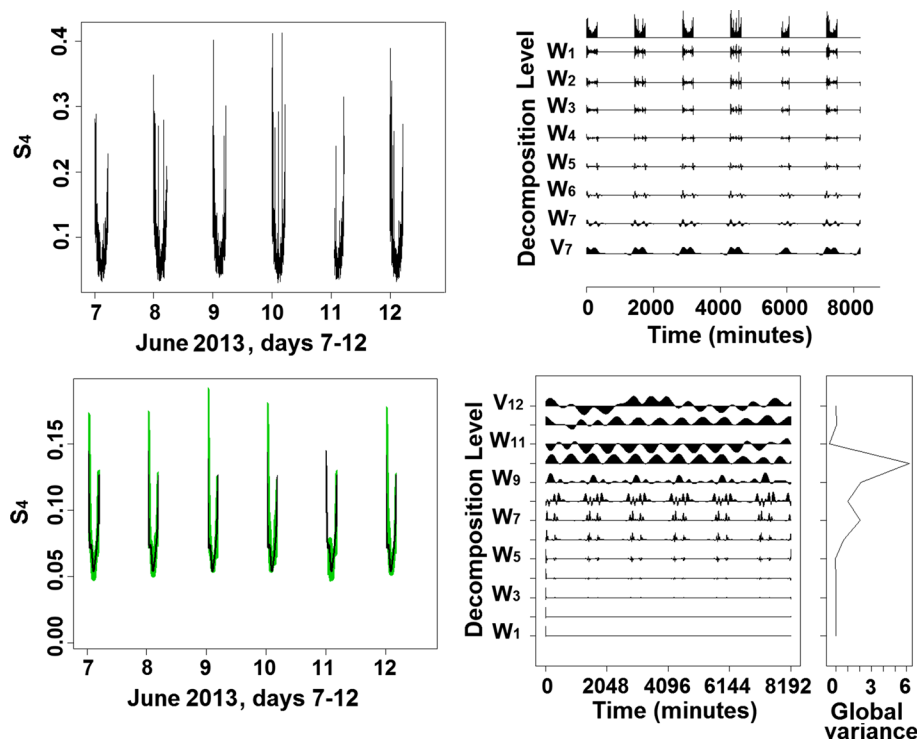 S4
0.4
0.3
0.2
0.1
7 8 9 10 11 12
June 2013, days 7-12
Decomposition Level
W1
W2
W3
W4
W5
W6
W7
V7
0 2000 4000 6000 8000
Time (minutes)
S4
0.15
0.10
0.05
0.00
7 8 9 10 11 12
June 2013, days 7-12
Decomposition Level
V12
W11
W9
W7
W5
W3
W1
0 2048 4096 6144 8192
Time (minutes)
0 3 6
Global
variance